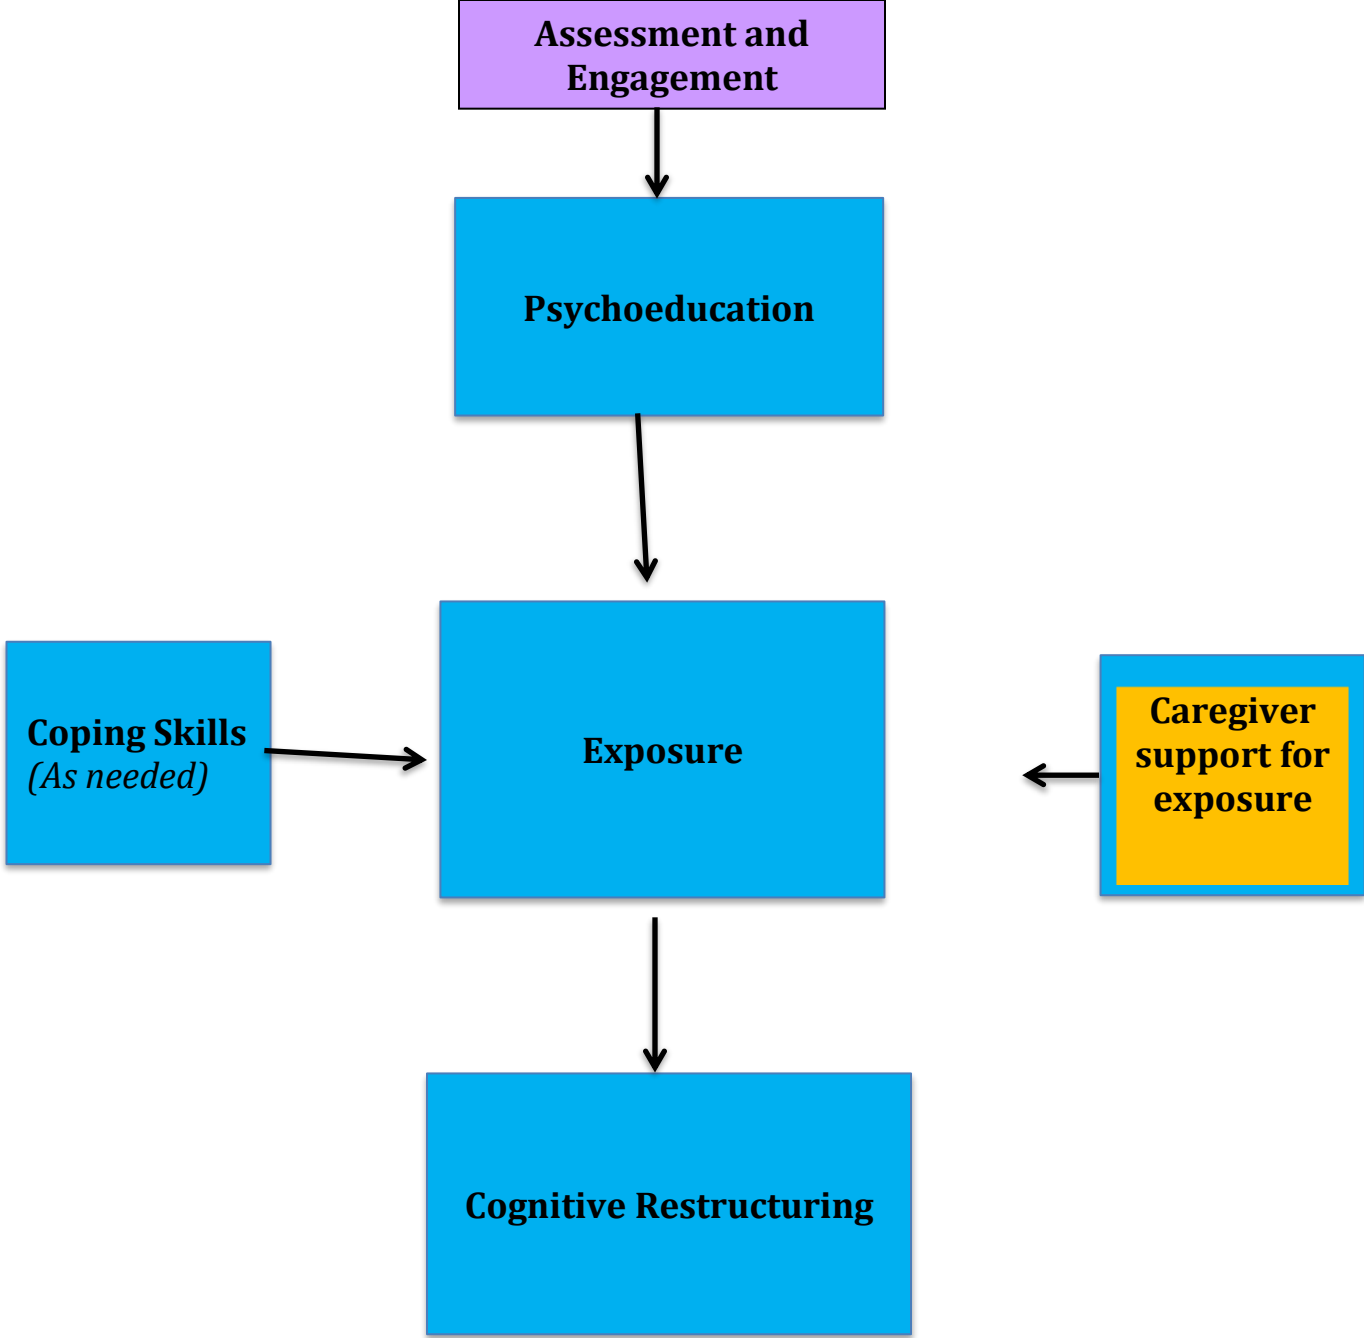 Assessment and
Engagement
Psychoeducation
Coping Skills
(As needed)
Exposure
Caregiver
support for
exposure
Cognitive Restructuring